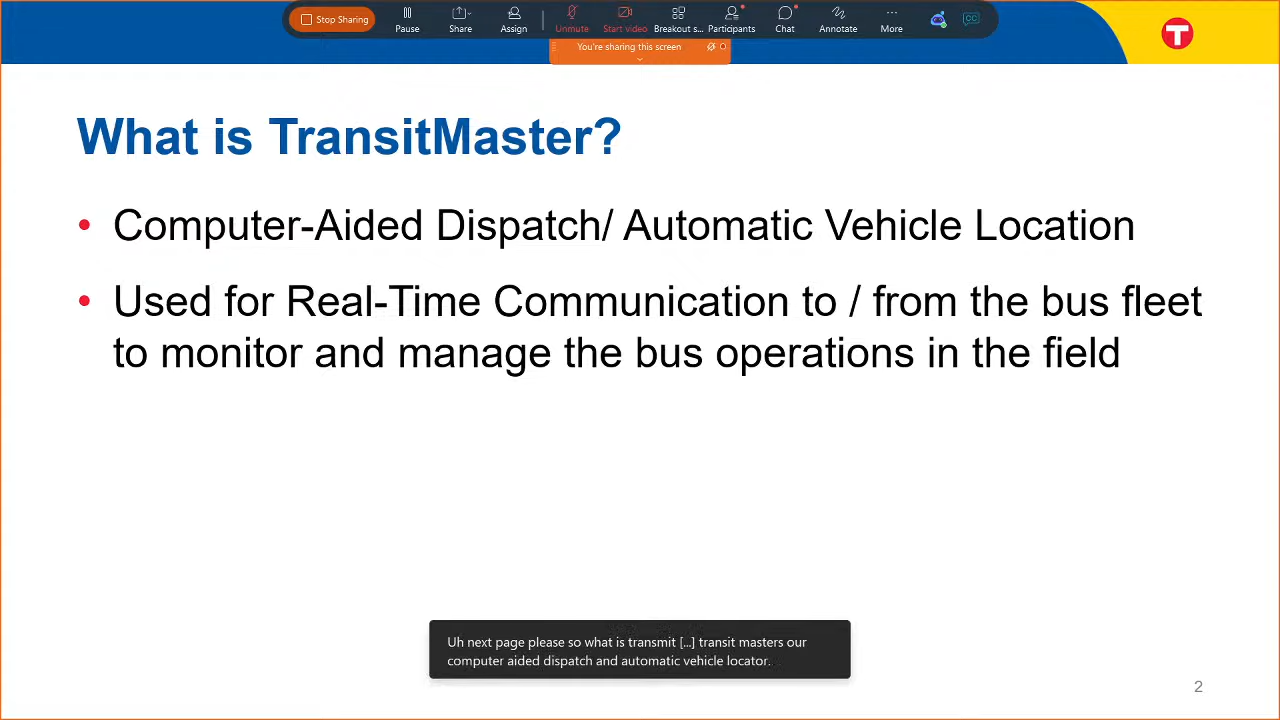 Stop Sharing
Pause
Share
Assign
Unmute
Start video
Breakout s...
Participants
Chat
Annotate
More
CC
You're sharing this screen
T
What is TransitMaster?
• Computer-Aided Dispatch/ Automatic Vehicle Location
• Used for Real-Time Communication to / from the bus fleet
to monitor and manage the bus operations in the field
Uh next page please so what is transmit [...] transit masters our
computer aided dispatch and automatic vehicle locator.
2